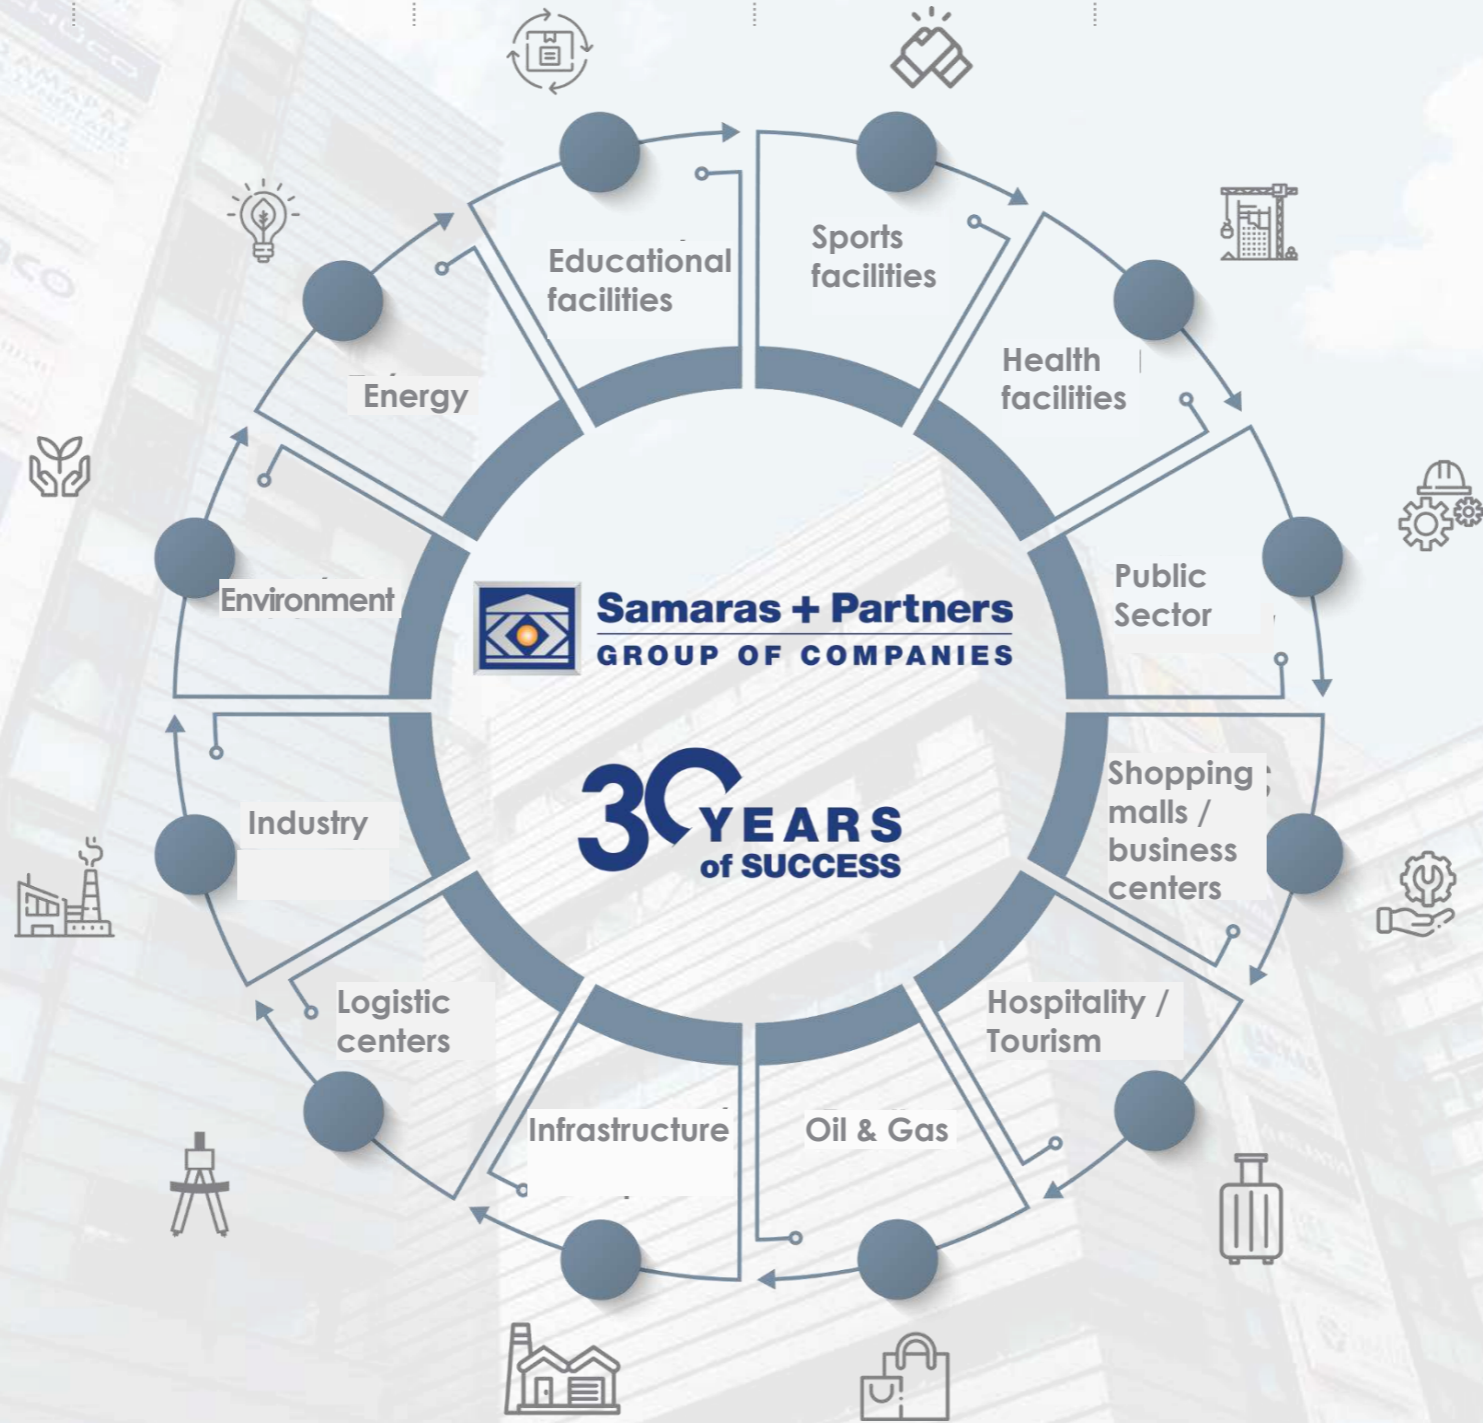 Educational
facilities
Sports
facilities
Health
facilities
Energy
Public
Sector
Environment
Samaras + Partners
GROUP OF COMPANIES
30 YEARS
of SUCCESS
Shopping
malls /
business
centers
Industry
Logistic
centers
Hospitality /
Tourism
Infrastructure
Oil & Gas